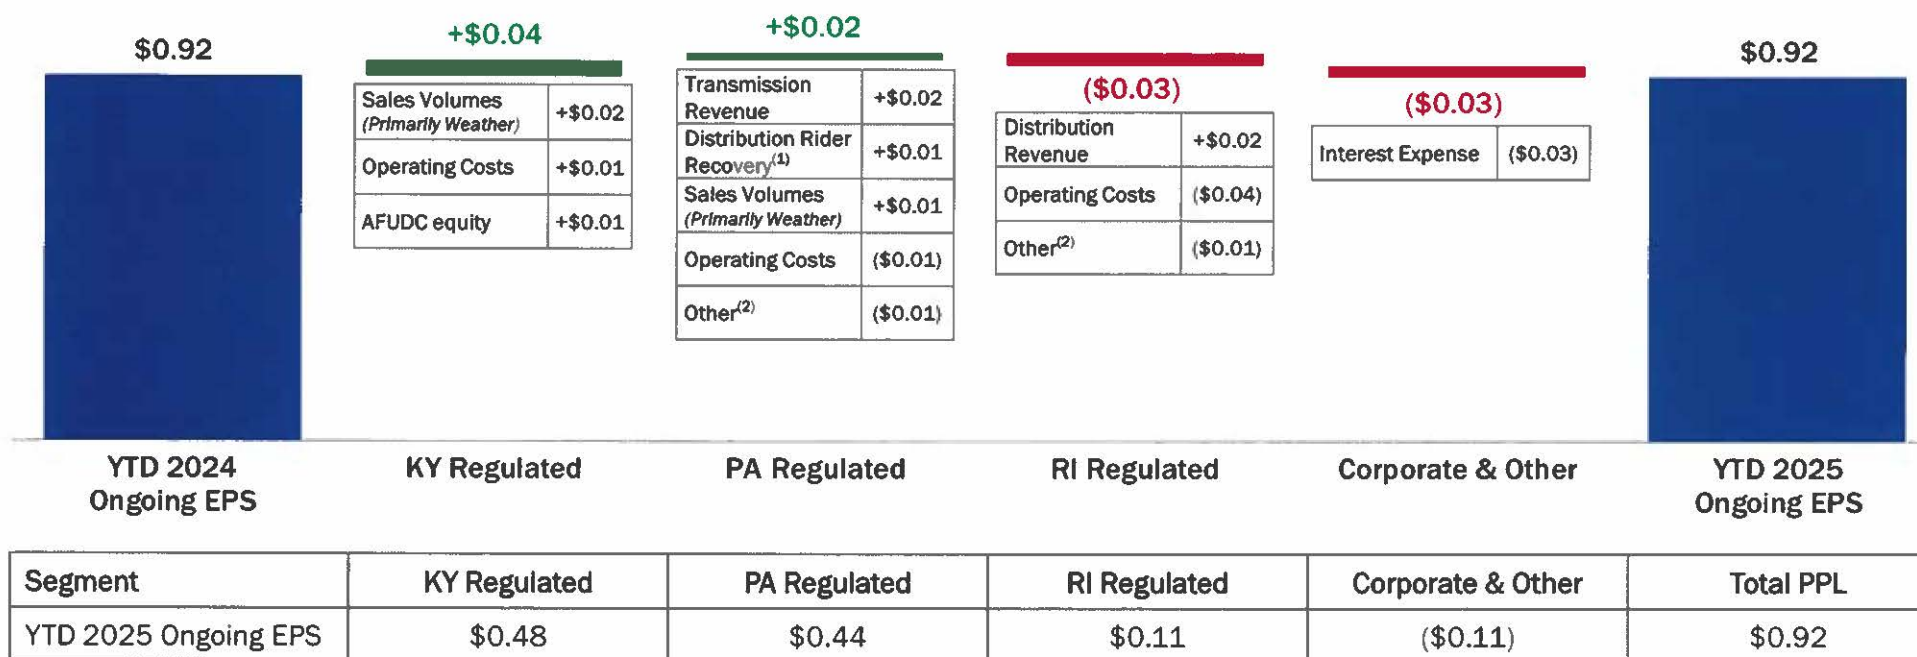 $0.92
+$0.04
Sales Volumes
(Primarily Weather)
+$0.02
Operating Costs
+$0.01
AFUDC equity
+$0.01
+$0.02
Transmission
Revenue
+$0.02
Distribution Rider
Recovery(1)
+$0.01
Sales Volumes
(Primarily Weather)
+$0.01
Operating Costs
($0.01)
Other(2)
($0.01)
($0.03)
Distribution
Revenue
+$0.02
Operating Costs
($0.04)
Other(2)
($0.01)
($0.03)
Interest Expense
($0.03)
$0.92
YTD 2024
Ongoing EPS
KY Regulated
PA Regulated
RI Regulated
Corporate & Other
YTD 2025
Ongoing EPS
Segment KY Regulated PA Regulated RI Regulated Corporate & Other Total PPL
YTD 2025 Ongoing EPS $0.48 $0.44 $0.11 ($0.11) $0.92